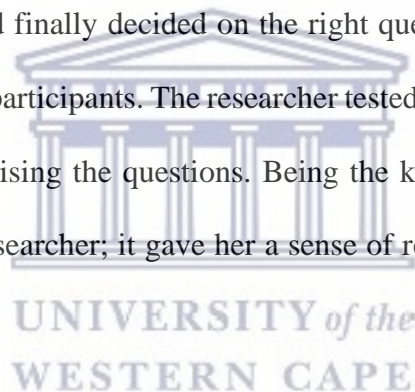 d finally decided on the right que
participants. The researcher tested
ising the questions. Being the k
searcher; it gave her a sense of re
UNIVERSITY of the
WESTERN CAPE